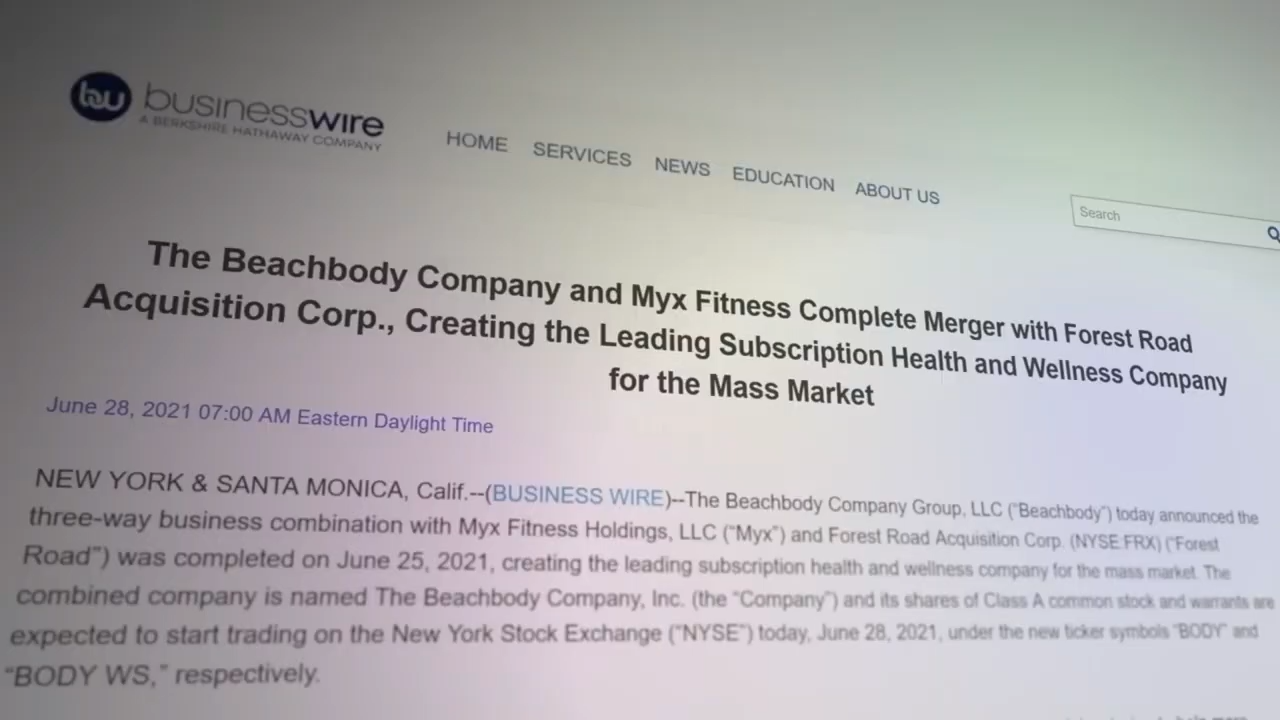 bw businesswire
A BERKSHIRE HATHAWAY COMPANY
HOME SERVICES NEWS EDUCATION ABOUT US
Search
The Beachbody Company and Myx Fitness Complete Merger with Forest Road
Acquisition Corp., Creating the Leading Subscription Health and Wellness Company
for the Mass Market
June 28, 2021 07:00 AM Eastern Daylight Time
NEW YORK & SANTA MONICA, Calif.--(BUSINESS WIRE)--The Beachbody Company Group, LLC (“Beachbody”) today announced the
three-way business combination with Myx Fitness Holdings, LLC (“Myx”) and Forest Road Acquisition Corp. (NYSE:FRX) (“Forest
Road”) was completed on June 25, 2021, creating the leading subscription health and wellness company for the mass market. The
combined company is named The Beachbody Company, Inc. (the “Company”) and its shares of Class A common stock and warrants are
expected to start trading on the New York Stock Exchange (“NYSE”) today, June 28, 2021, under the new ticker symbols “BODY” and
“BODY WS,” respectively.